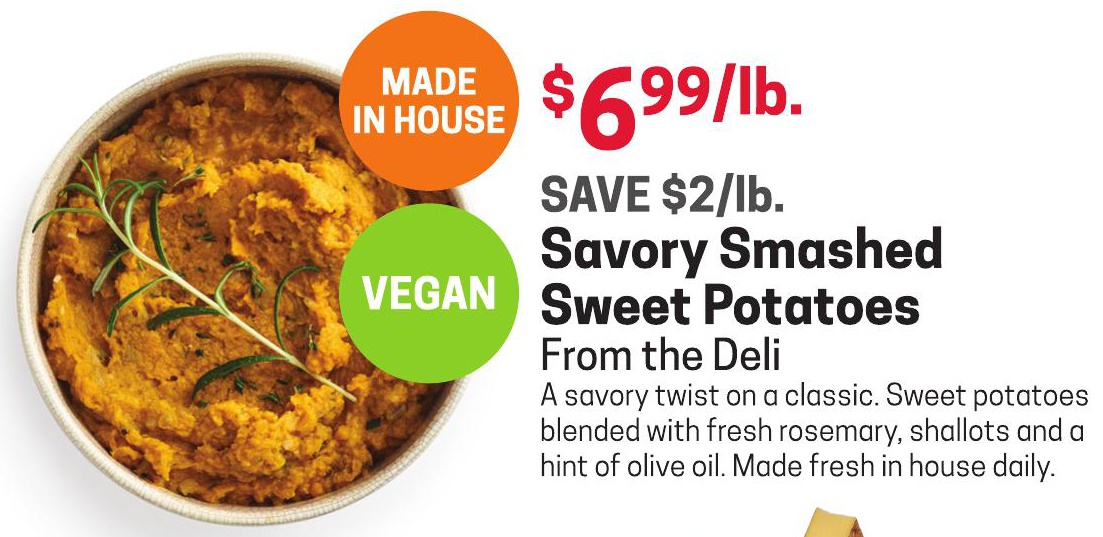 MADE
IN HOUSE
VEGAN
$6.99/lb.
SAVE $2/lb.
Savory Smashed
Sweet Potatoes
From the Deli
A savory twist on a classic. Sweet potatoes
blended with fresh rosemary, shallots and a
hint of olive oil. Made fresh in house daily.